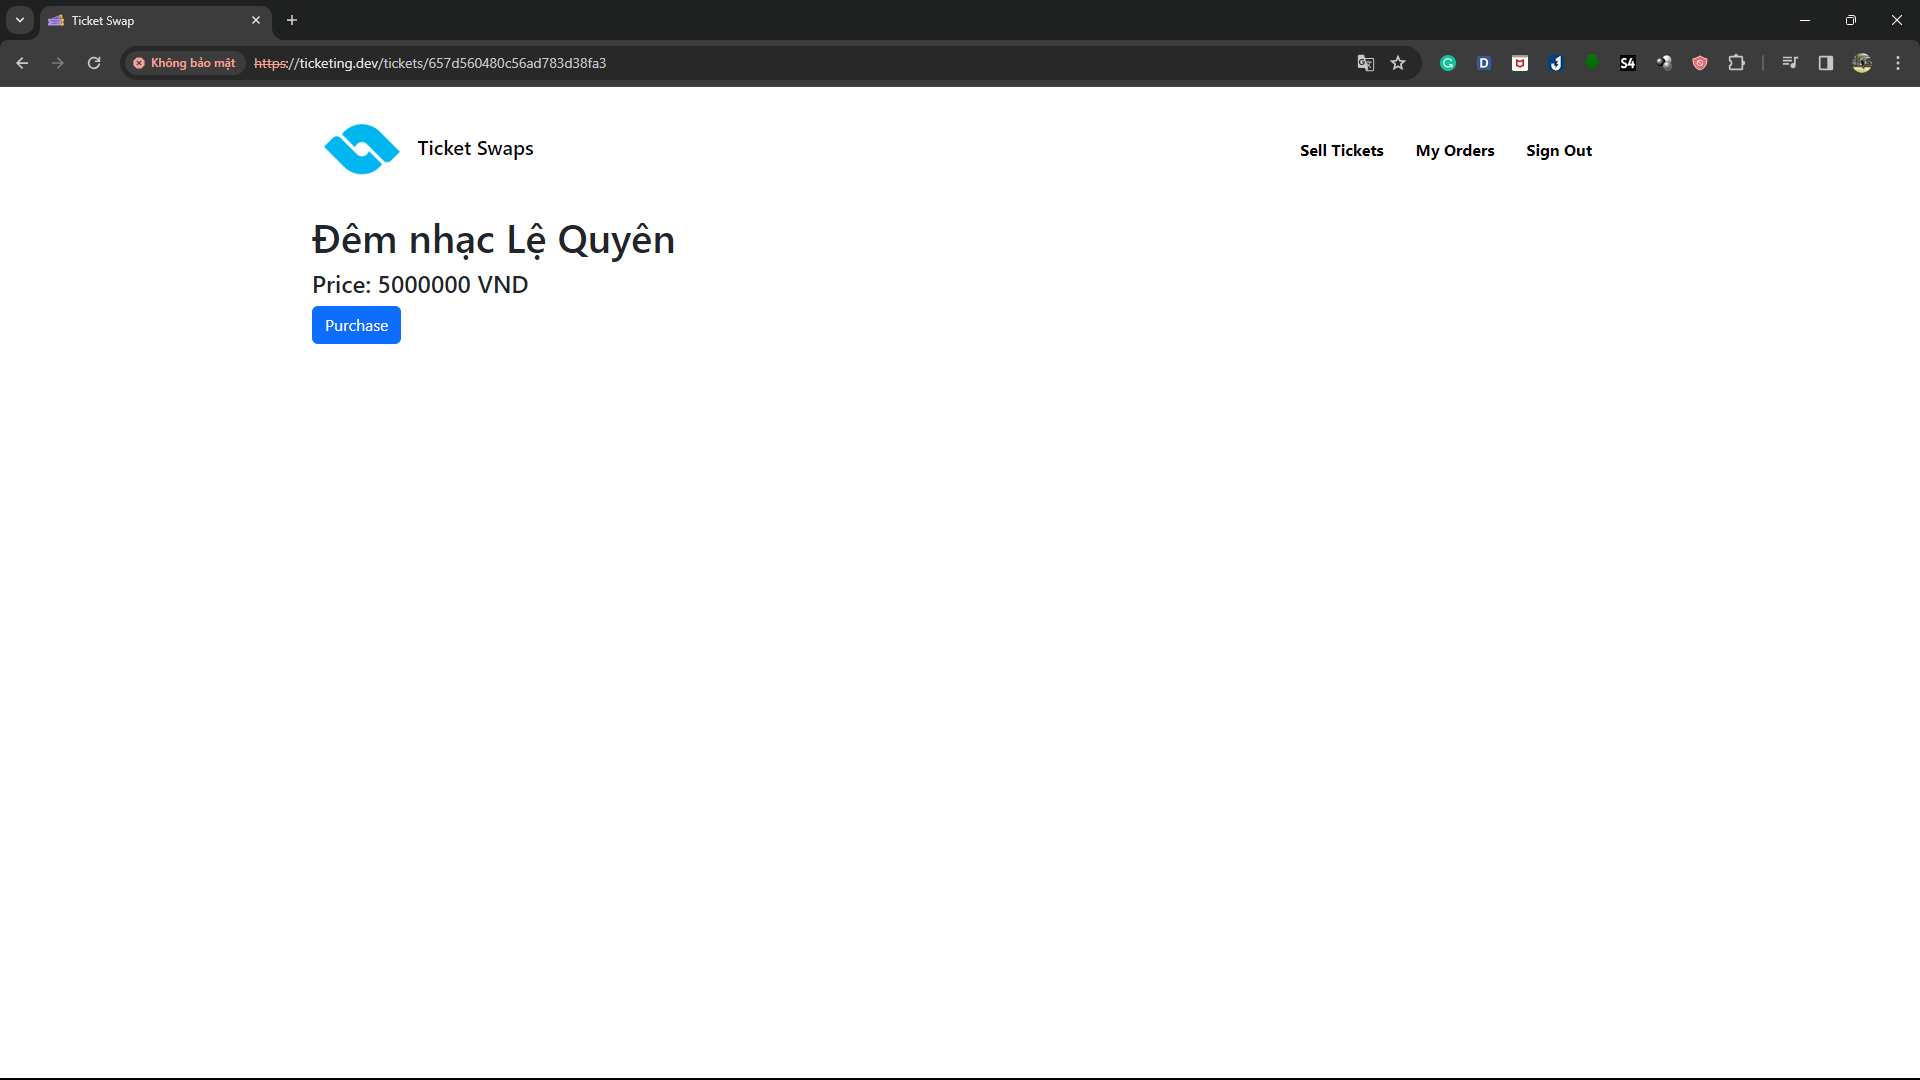 Ticket Swap
Không bảo mật https://ticketing.dev/tickets/657d560480c56ad783d38fa3
G D S4
Ticket Swaps
Sell Tickets My Orders Sign Out
Đêm nhạc Lệ Quyên
Price: 5000000 VND
Purchase